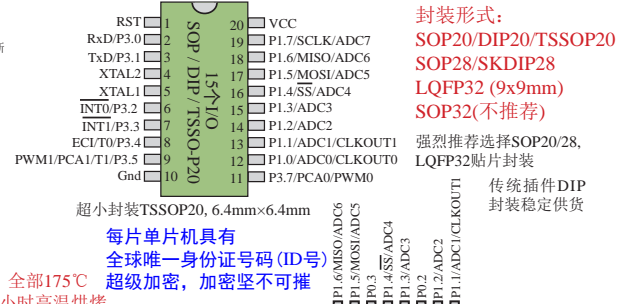 RST 1
RxD/P3.0 2
TxD/P3.1 3
XTAL2 4
XTAL1 5
INT0/P3.2 6
INT1/P3.3 7
ECI/T0/P3.4 8
PWM1/PCA1/T1/P3.5 9
Gnd 10
SOP / DIP / TSSO-P20
15个I/O
20 VCC
19 P1.7/SCLK/ADC7
18 P1.6/MISO/ADC6
17 P1.5/MOSI/ADC5
16 P1.4/SS/ADC4
15 P1.3/ADC3
14 P1.2/ADC2
13 P1.1/ADC1/CLKOUT1
12 P1.0/ADC0/CLKOUT0
11 P3.7/PCA0/PWM0
超小封装TSSOP20, 6.4mm×6.4mm
封装形式:
SOP20/DIP20/TSSOP20
SOP28/SKDIP28
LQFP32 (9x9mm)
SOP32(不推荐)
强烈推荐选择SOP20/28,
LQFP32贴片封装
传统插件DIP
封装稳定供货
每片单片机具有
全球唯一身份证号码(ID号)
超级加密, 加密坚不可摧
全部175℃
小时高温烘烤
P1.6/MISO/ADC6
P1.5/MOSI/ADC5
P0.3
P1.4/SS/ADC4
P1.3/ADC3
P0.2
P1.2/ADC2
P1.1/ADC1/CLKOUT1